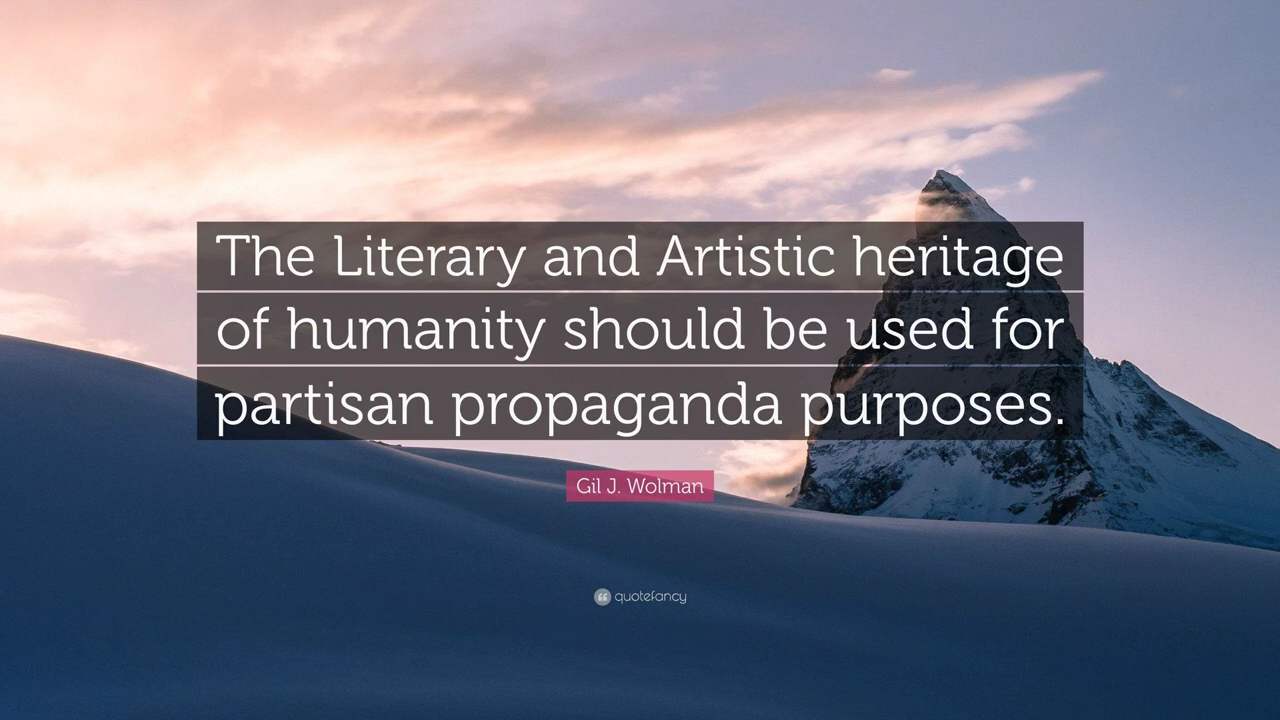 The Literary and Artistic heritage
of humanity should be used for
partisan propaganda purposes.
Gil J. Wolman
quotefancy